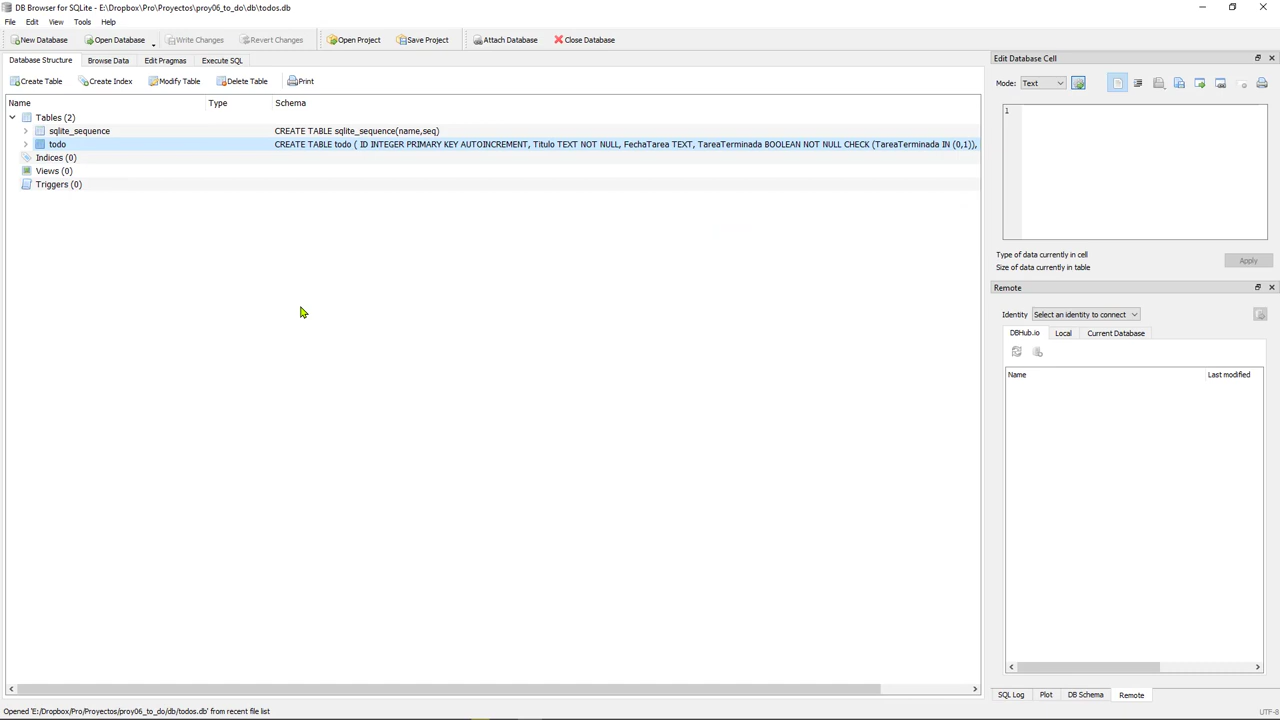 DB Browser for SQLite - E:\Dropbox\Pro\Proyectos\proy06_to_do\db\todos.db
File Edit View Tools Help
New Database Open Database Write Changes Revert Changes Open Project Save Project Attach Database Close Database
Database Structure Browse Data Edit Pragmas Execute SQL
Create Table Create Index Modify Table Delete Table Print
Name Type Schema
Tables (2)
sqlite_sequence CREATE TABLE sqlite_sequence(name,seq)
todo CREATE TABLE todo ( ID INTEGER PRIMARY KEY AUTOINCREMENT, Titulo TEXT NOT NULL, FechaTarea TEXT, TareaTerminada BOOLEAN NOT NULL CHECK (TareaTerminada IN (0,1)),
Indices (0)
Views (0)
Triggers (0)
Edit Database Cell
Mode: Text
1
Type of data currently in cell
Size of data currently in table
Apply
Remote
Identity Select an identity to connect
DBHub.io Local Current Database
Name Last modified
SQL Log Plot DB Schema Remote
Opened 'E:/Dropbox/Pro/Proyectos/proy06_to_do/db/todos.db' from recent file list
UTF-8